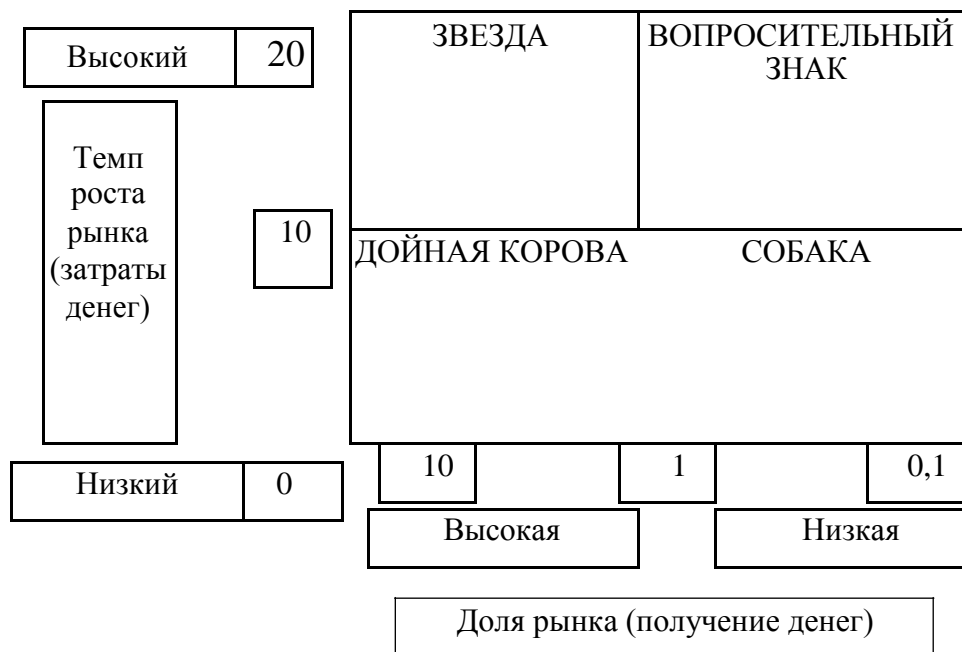 Высокий 20
ЗВЕЗДА
ВОПРОСИТЕЛЬНЫЙ
ЗНАК
Темп
роста
рынка
(затраты
денег)
10
ДОЙНАЯ КОРОВА
СОБАКА
Низкий 0
10
1
0,1
Высокая
Низкая
Доля рынка (получение денег)